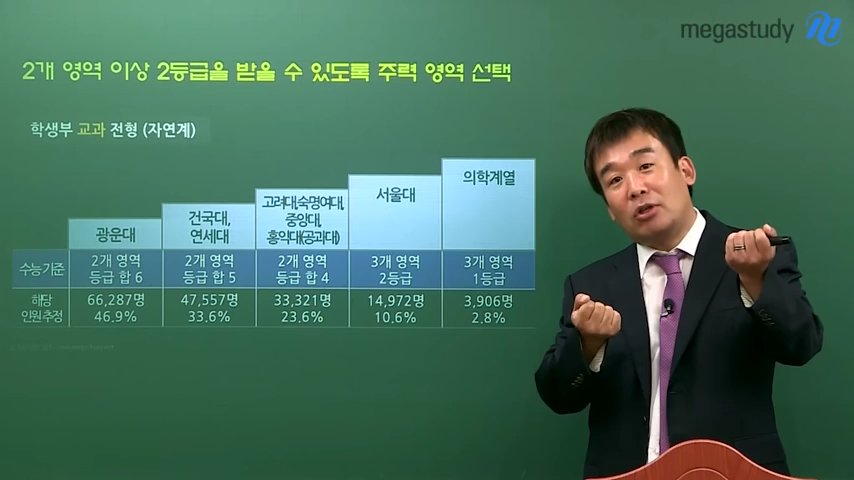 megastudy
2개 영역 이상 2등급을 받을 수 있도록 주력 영역 선택
학생부 교과 전형 (자연계)
광운대
건국대,
연세대
고려대,숙명여대,
중앙대,
홍익대(공과대)
서울대
의학계열
수능기준
2개 영역
등급 합 6
2개 영역
등급 합 5
2개 영역
등급 합 4
3개 영역
2등급
3개 영역
1등급
해당
인원추정
66,287명
46.9%
47,557명
33.6%
33,321명
23.6%
14,972명
10.6%
3,906명
2.8%